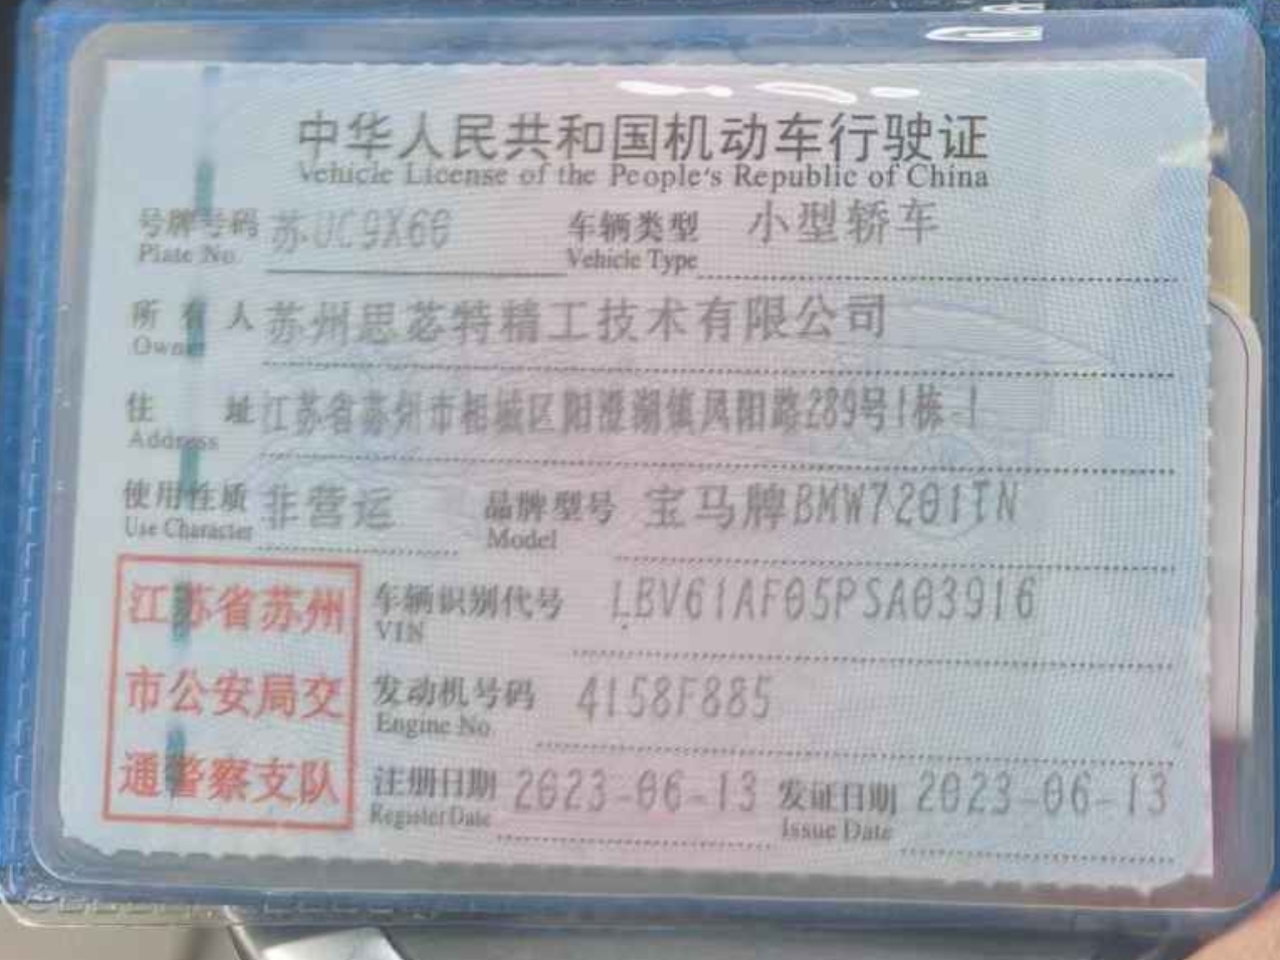 中华人民共和国机动车行驶证
Vehicle License of the People's Republic of China
号牌号码 苏UC9X60 车辆类型 小型轿车
Plate No. Vehicle Type
所有人 苏州思苾特精工技术有限公司
Owner
住址 江苏省苏州市相城区阳澄湖镇凤阳路289号1栋-1
Address
使用性质 非营运 品牌型号 宝马牌BMW7201TN
Use Character Model
江苏省苏州
市公安局交
通警察支队
车辆识别代号 LBV61AF05PSA03916
VIN
发动机号码 4158F885
Engine No.
注册日期 2023-06-13 发证日期 2023-06-13
Register Date Issue Date